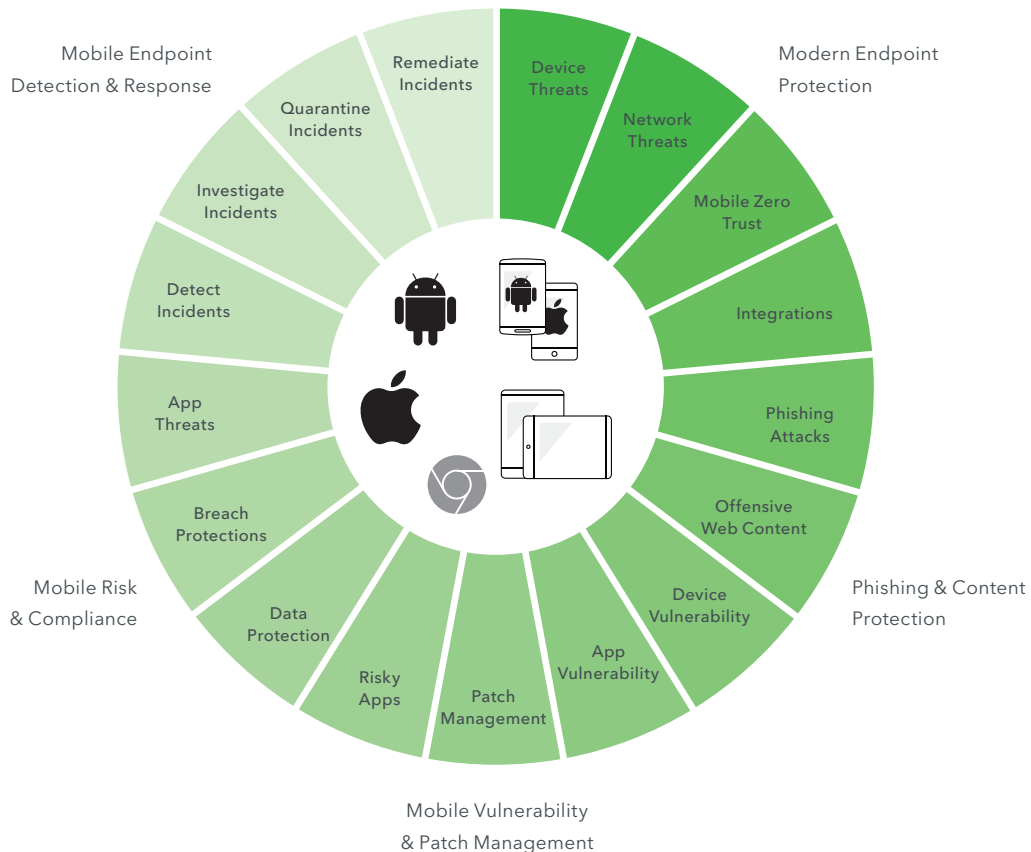 Mobile Endpoint
Detection & Response
Modern Endpoint
Protection
Remediate
Incidents
Device
Threats
Network
Threats
Mobile Zero
Trust
Integrations
Phishing
Attacks
Offensive
Web Content
Device
Vulnerability
App
Vulnerability
Patch
Management
Risky
Apps
Data
Protection
Breach
Protections
App
Threats
Detect
Incidents
Investigate
Incidents
Quarantine
Incidents
Phishing & Content
Protection
Mobile Risk
& Compliance
Mobile Vulnerability
& Patch Management